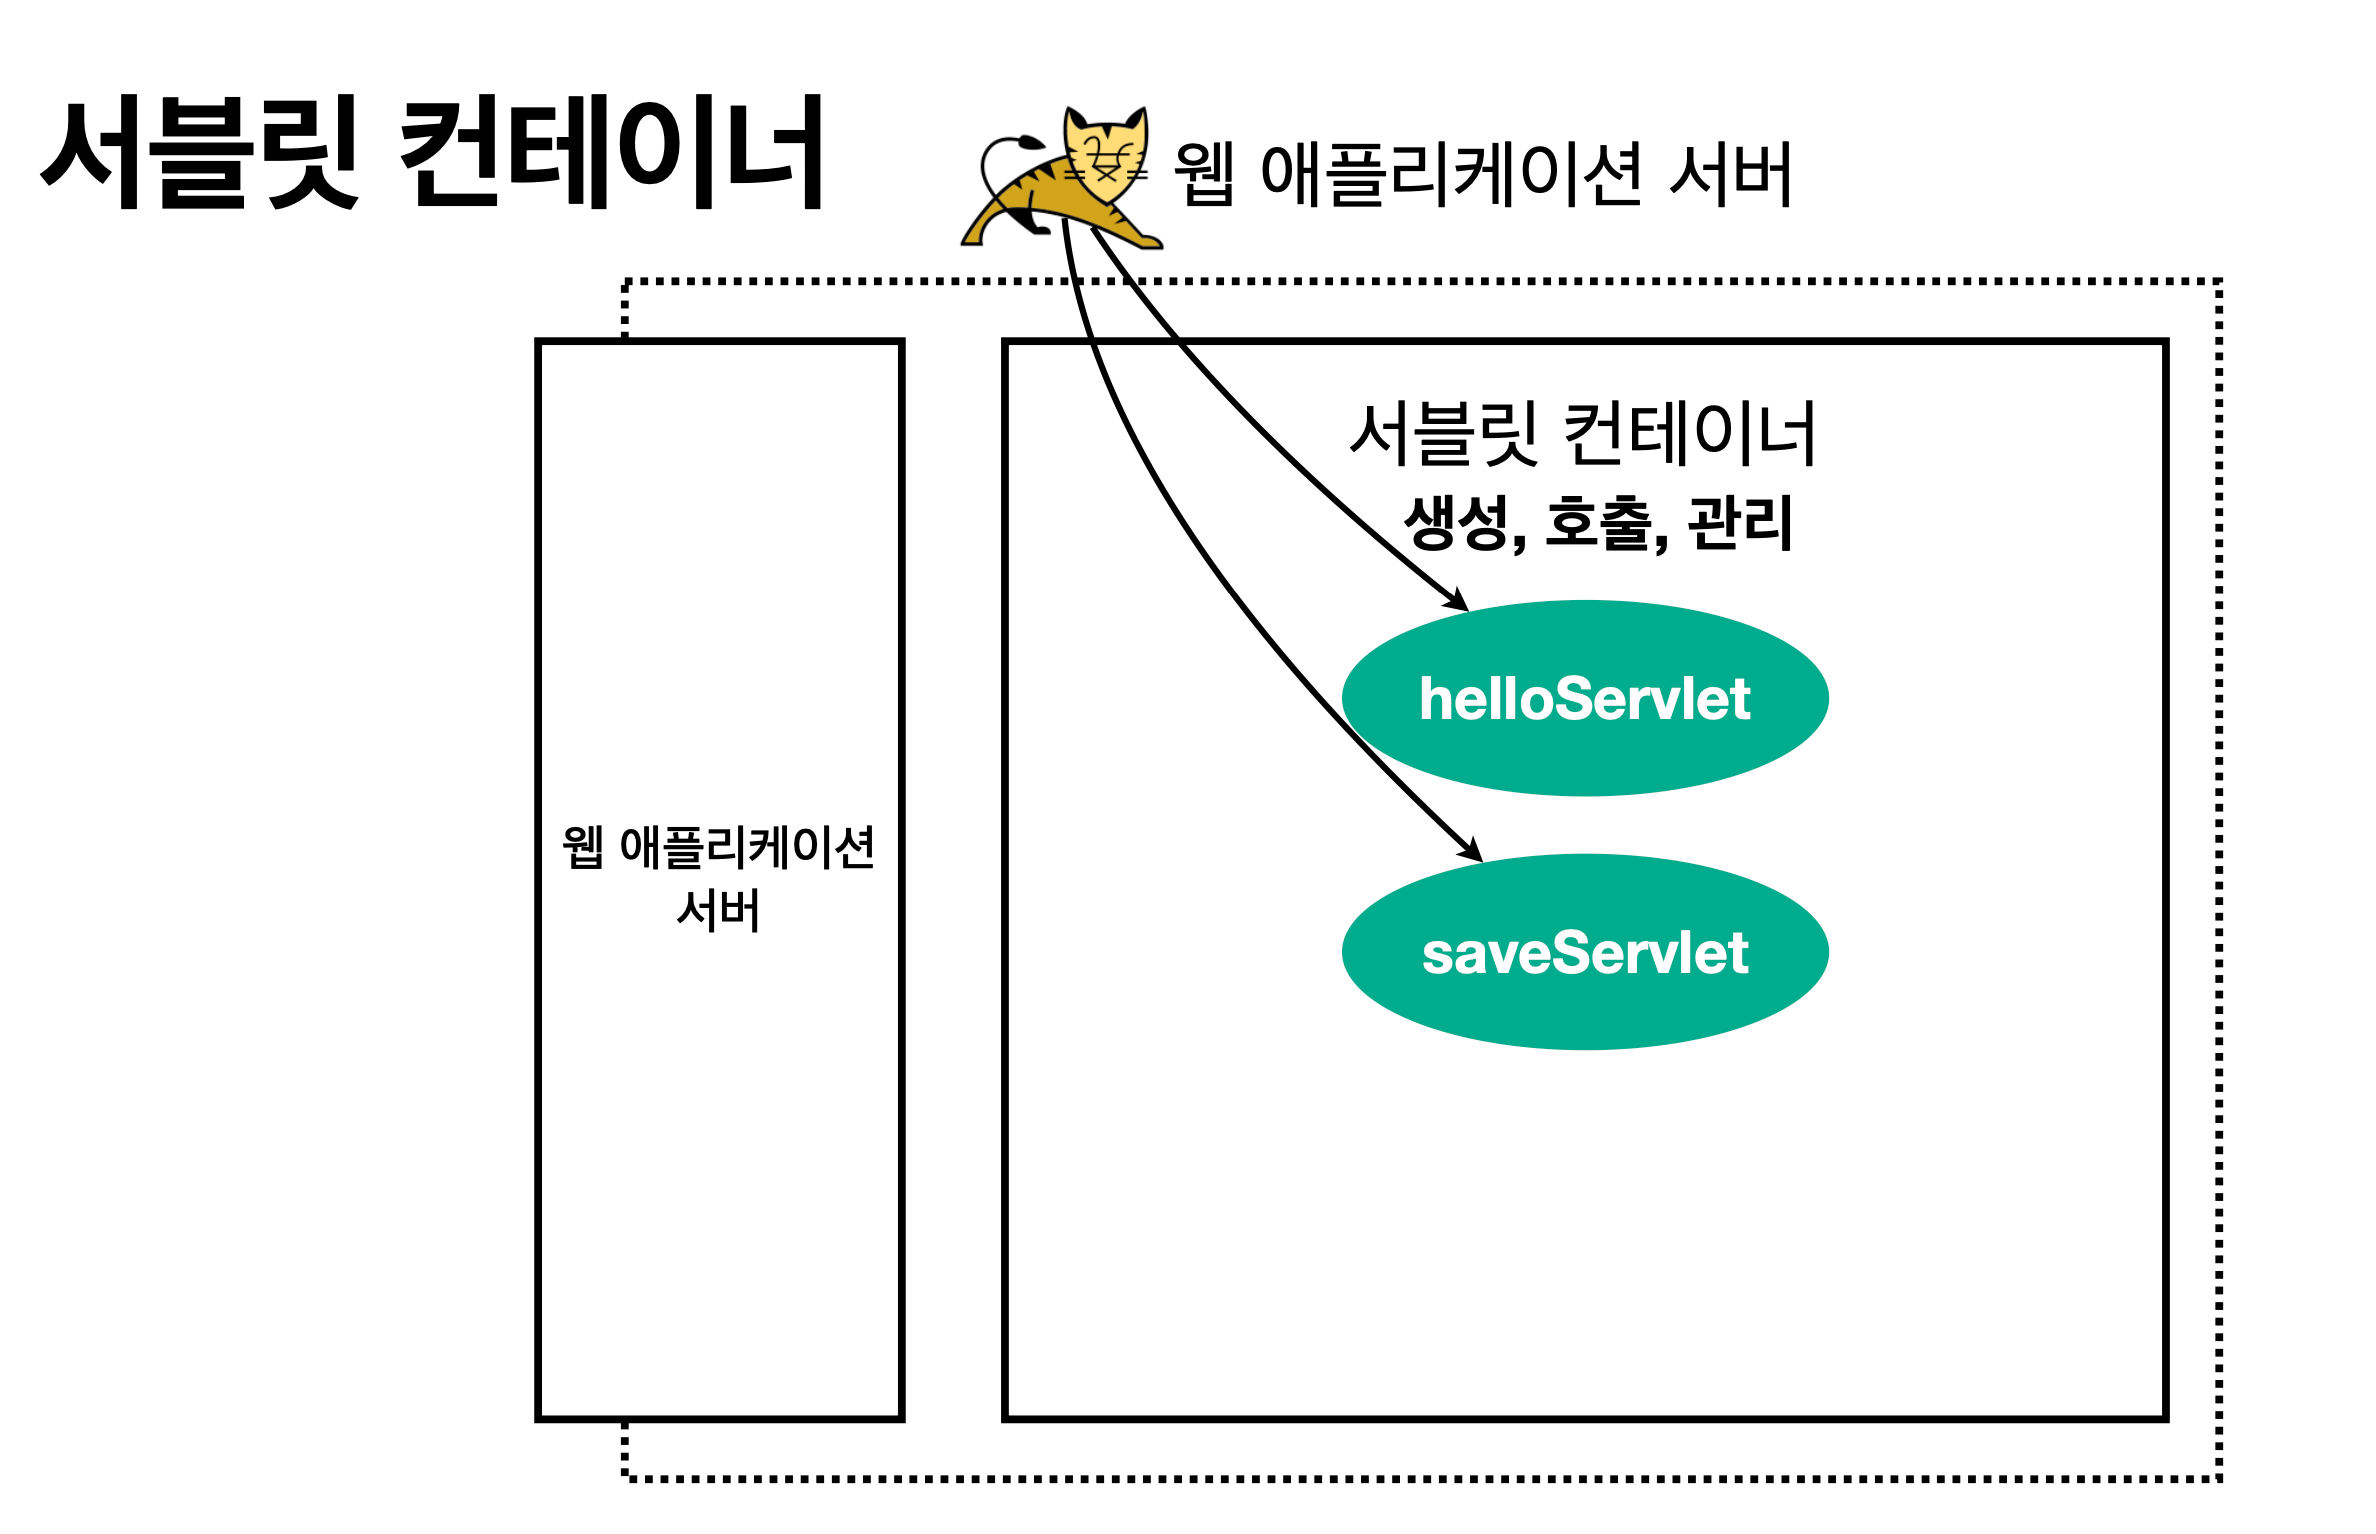 서블릿 컨테이너
웹 애플리케이션 서버
서블릿 컨테이너
생성, 호출, 관리
helloServlet
웹 애플리케이션
서버
saveServlet